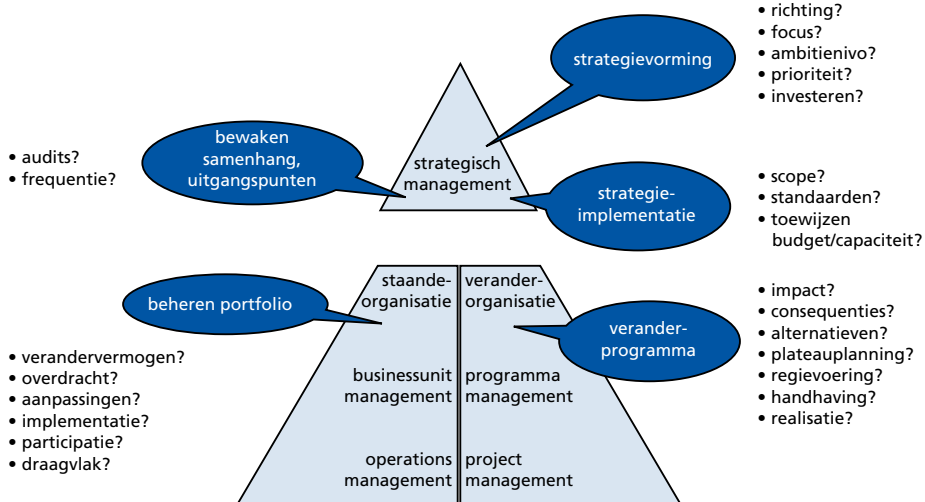 • richting?
• focus?
• ambitienivo?
• prioriteit?
• investeren?
strategievorming
bewaken
samenhang,
uitgangspunten
• audits?
• frequentie?
strategisch
management
strategie-
implementatie
• scope?
• standaarden?
• toewijzen
budget/capaciteit?
beheren portfolio
staande-
organisatie
verander-
organisatie
verander-
programma
• impact?
• consequenties?
• alternatieven?
• plateauplanning?
• regievoering?
• handhaving?
• realisatie?
• verandervermogen?
• overdracht?
• aanpassingen?
• implementatie?
• participatie?
• draagvlak?
businessunit
management
programma
management
operations
management
project
management